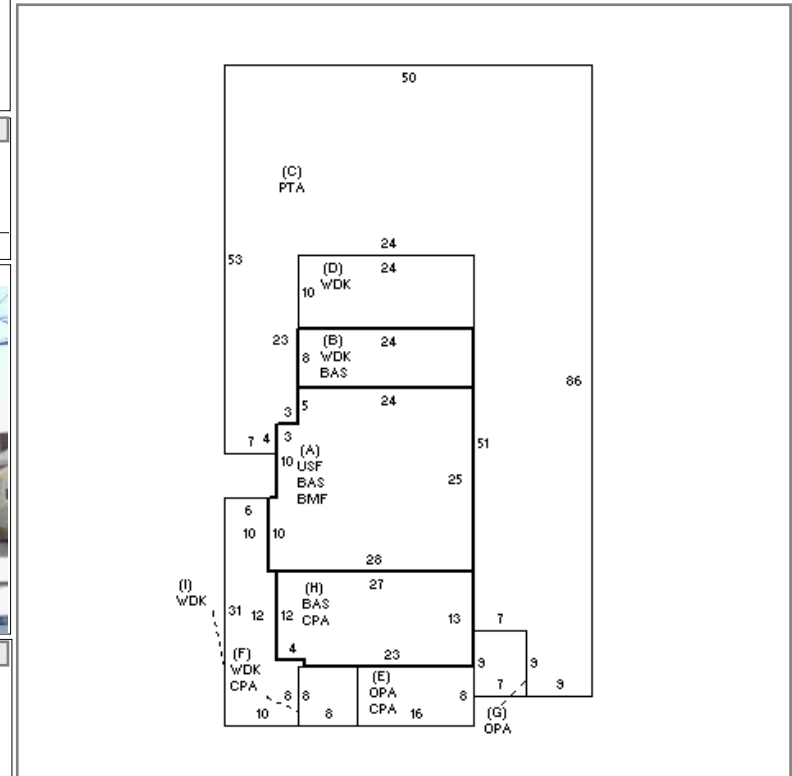 50
(C)
PTA
53
24
(D) 24
WDK
10
23
(B) 24
WDK
8
BAS
86
24
5
3
7 4 3
51
(A)
10
USF
BAS
BMF
25
6
10 10
28
27
(I)
WDK
(H)
BAS
CPA
31 12 12
13
7
4
23
(F)
WDK
CPA
9 9
(E)
OPA
CPA
7 9
8 8
8
10 8 16
(G)
OPA